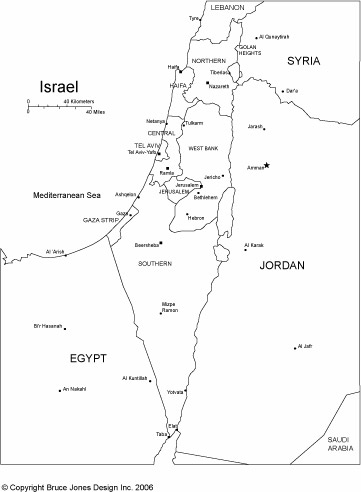 LEBANON
Tyre
Al Qunaytirah
GOLAN
HEIGHTS
SYRIA
NORTHERN
Haifa
Tiberias
HAIFA
Nazareth
Dar'a
Israel
0 40 Kilometers
0 40 Miles
Netanya
Tulkarm
Jarash
CENTRAL
TEL AVIV
Tel Aviv-Yafo
WEST BANK
Amman
Ramla
Jericho
Jerusalem
JERUSALEM
Bethlehem
Mediterranean Sea
Ashqelon
Gaza
GAZA STRIP
Hebron
Beersheba
Al Karak
Al 'Arish
SOUTHERN
JORDAN
Mizpe
Ramon
Bi'r Hasanah
Al Jafr
EGYPT
Al Kuntillah
An Nakahl
Yotvata
Elat
Taba
SAUDI
ARABIA
© Copyright Bruce Jones Design Inc. 2006